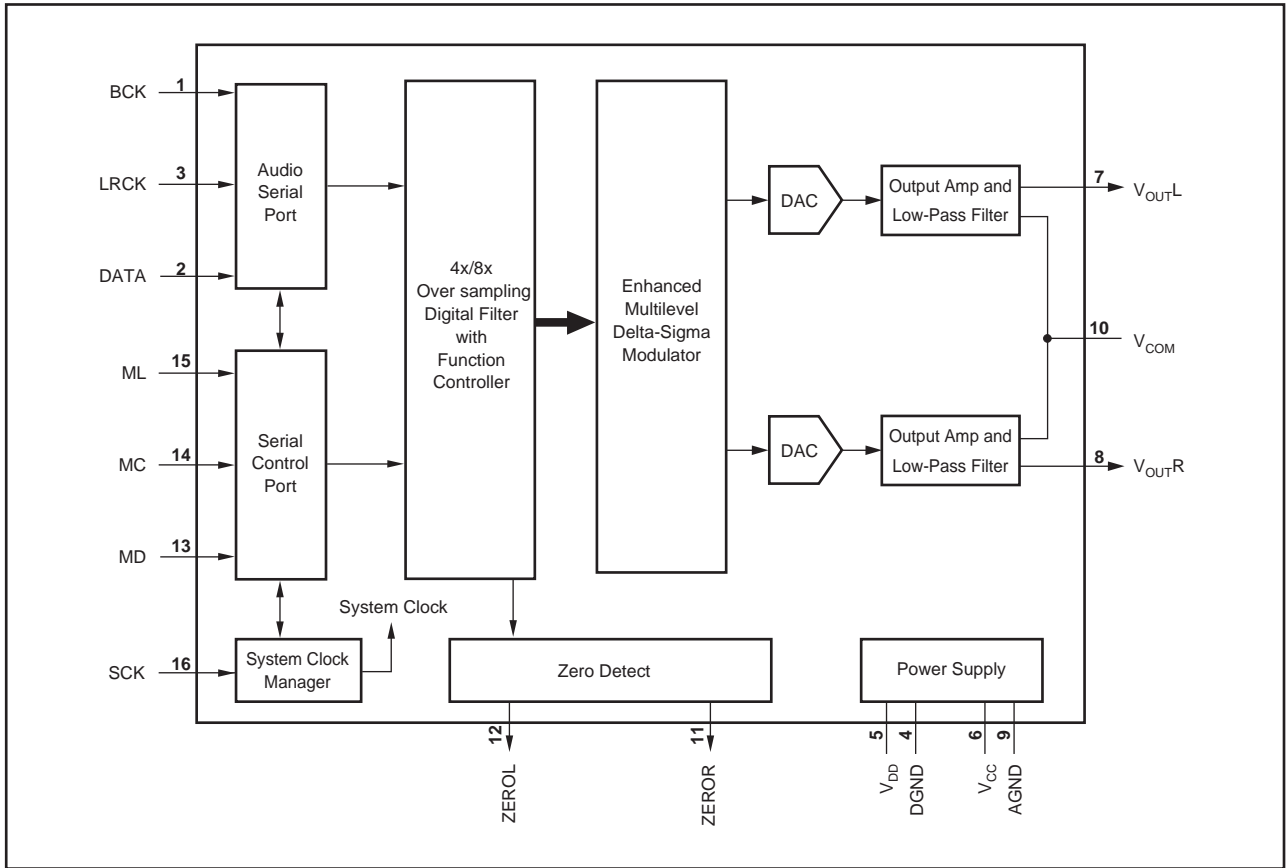 BCK
1
LRCK
3
DATA
2
ML
15
MC
14
MD
13
SCK
16
Audio
Serial
Port
Serial
Control
Port
System Clock
Manager
System Clock
4x/8x
Over sampling
Digital Filter
with
Function
Controller
Enhanced
Multilevel
Delta-Sigma
Modulator
DAC
Output Amp and
Low-Pass Filter
7
VOUTL
10
VCOM
DAC
Output Amp and
Low-Pass Filter
8
VOUTR
Zero Detect
12
ZEROL
11
ZEROR
Power Supply
5
VDD
4
DGND
6
VCC
9
AGND